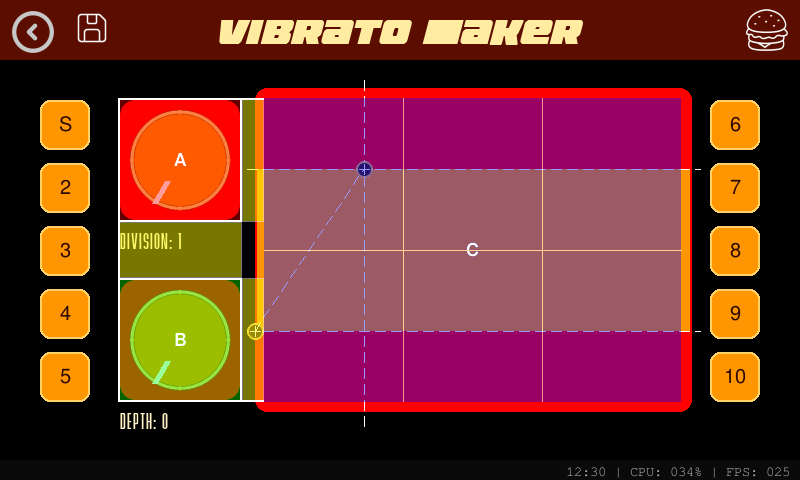 VIBRATO MAKER
S
2
3
4
5
A
DIVISION: 1
B
DEPTH: 0
C
6
7
8
9
10
12:30 | CPU: 034% | FPS: 025